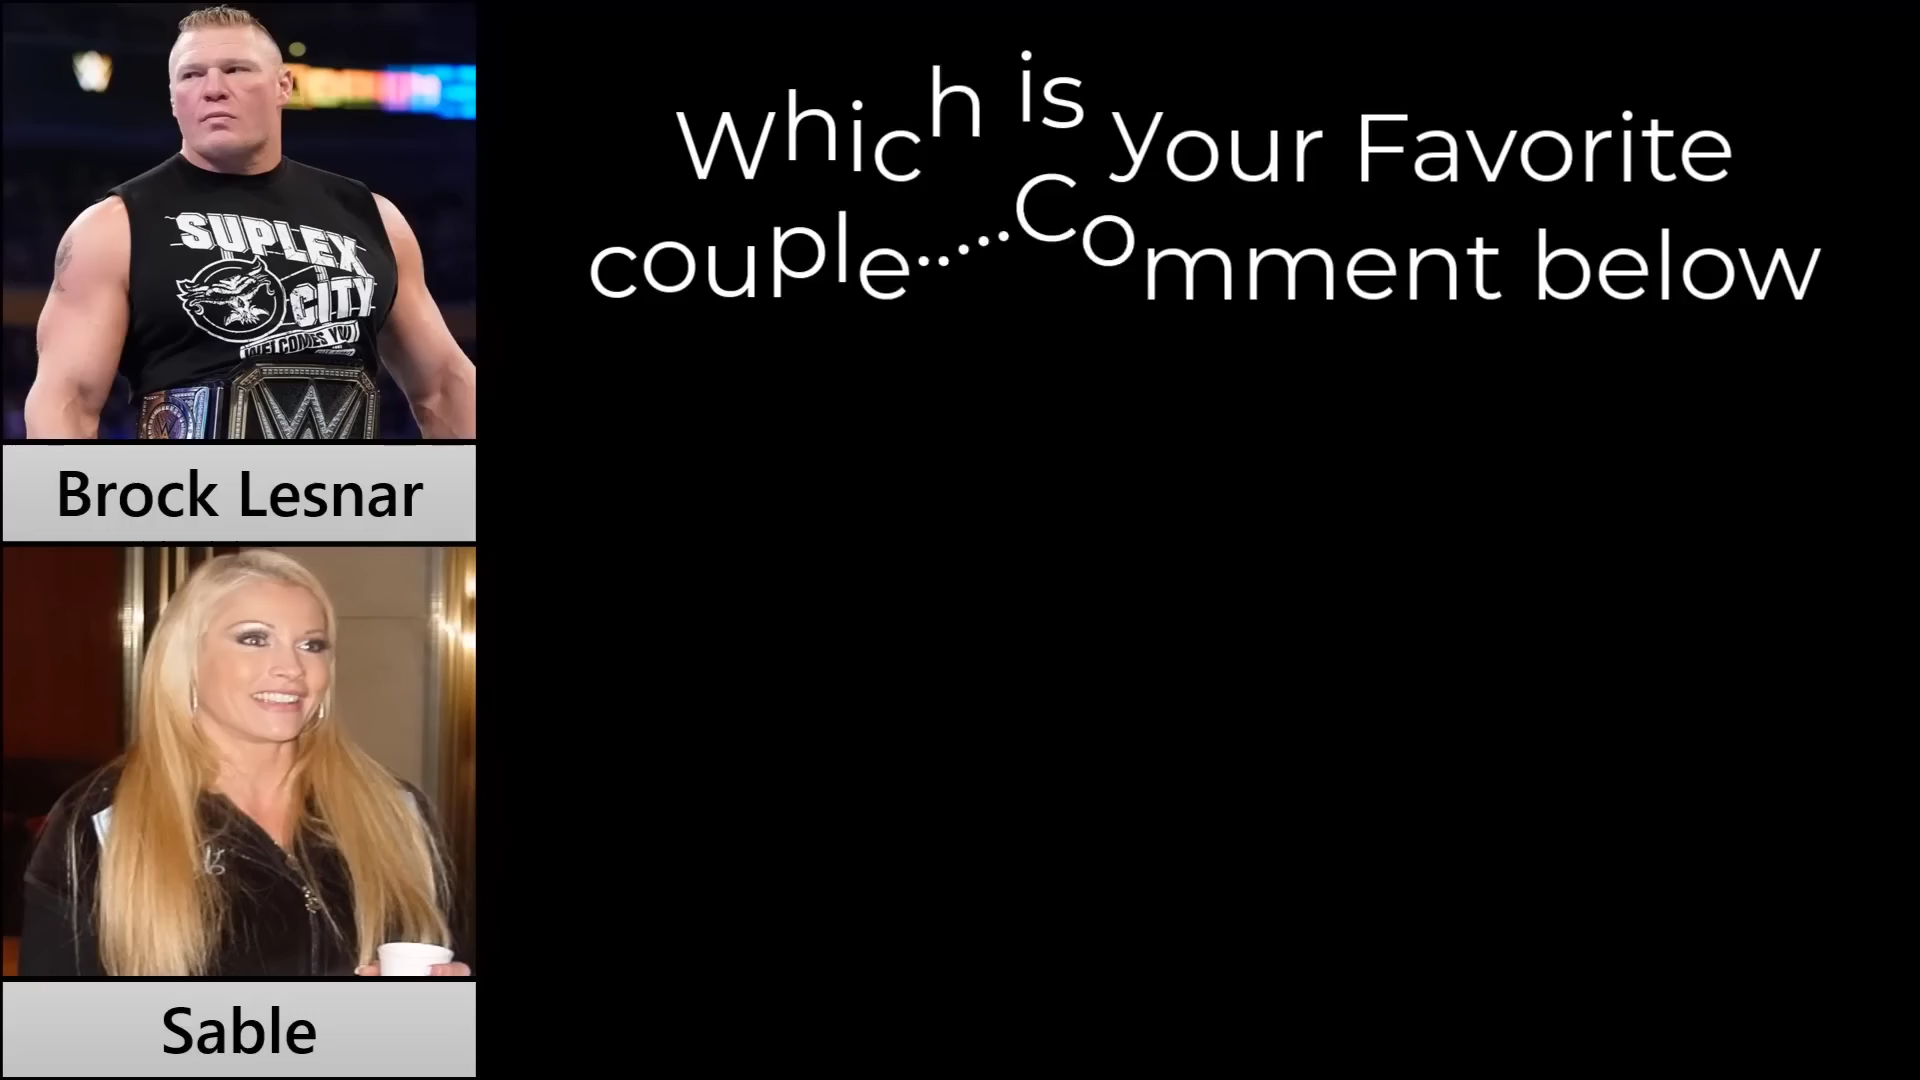 Which is your Favorite
couple.....Comment below
SUPLEX
CITY
WELCOMES YOU
Brock Lesnar
Sable